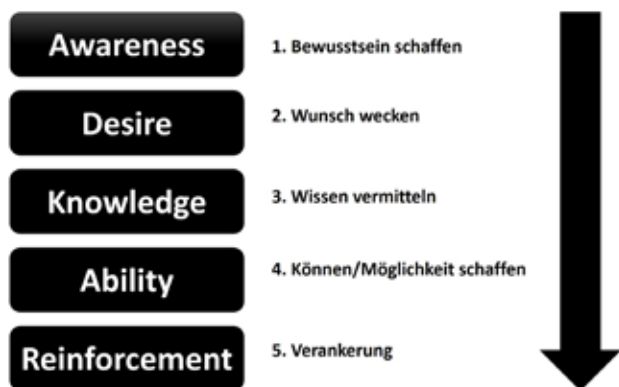 Awareness
1. Bewusstsein schaffen
Desire
2. Wunsch wecken
Knowledge
3. Wissen vermitteln
Ability
4. Können/Möglichkeit schaffen
Reinforcement
5. Verankerung